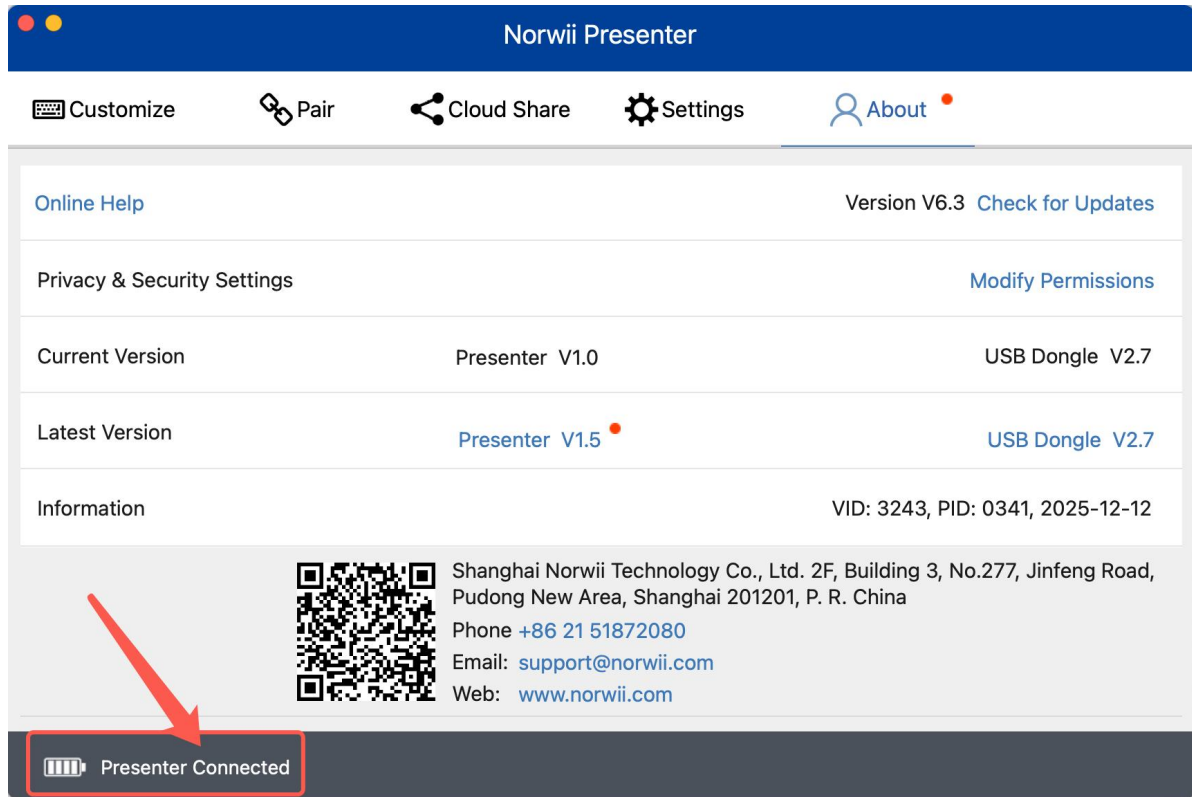 Norwii Presenter
Customize Pair Cloud Share Settings About
Online Help Version V6.3 Check for Updates
Privacy & Security Settings Modify Permissions
Current Version Presenter V1.0 USB Dongle V2.7
Latest Version Presenter V1.5 USB Dongle V2.7
Information VID: 3243, PID: 0341, 2025-12-12
Shanghai Norwii Technology Co., Ltd. 2F, Building 3, No.277, Jinfeng Road,
Pudong New Area, Shanghai 201201, P. R. China
Phone +86 21 51872080
Email: support@norwii.com
Web: www.norwii.com
Presenter Connected